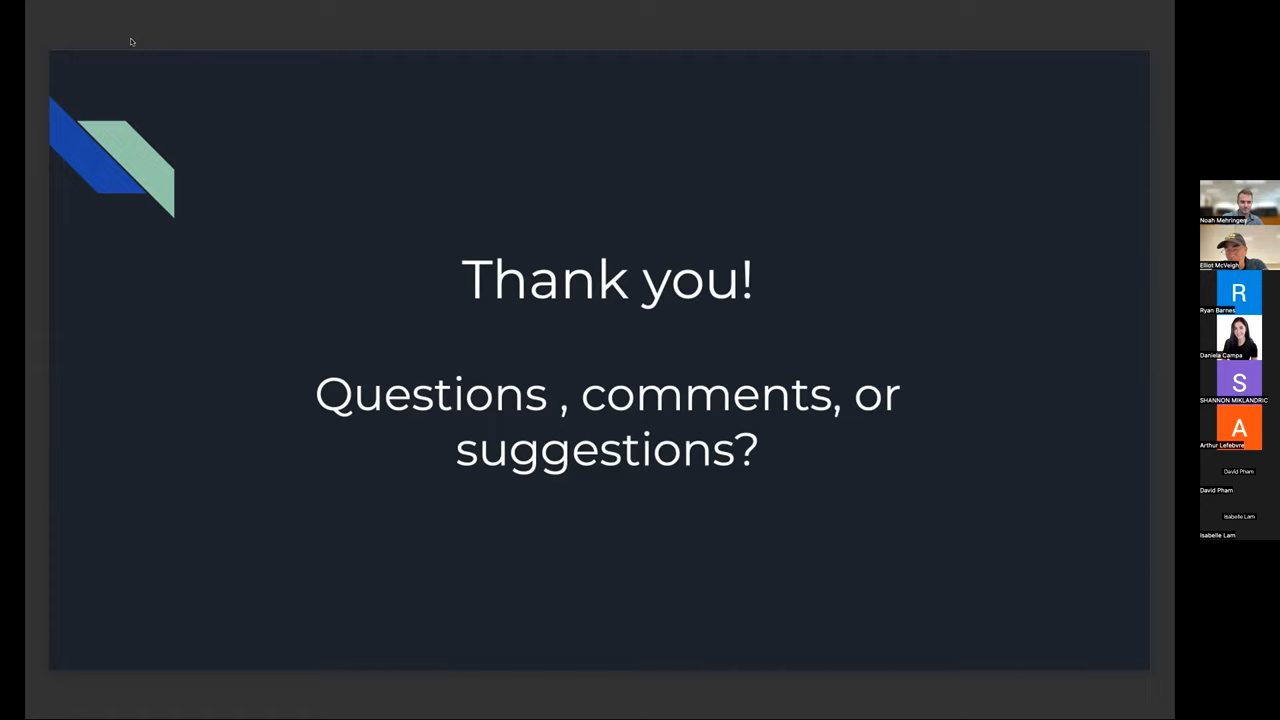 Thank you!
Questions , comments, or
suggestions?
Noah Mehringer
Elliot McVeigh
R
Ryan Barnes
Daniela Campa
S
SHANNON MIKLANDRIC
A
Arthur Lefebvre
David Pham
David Pham
Isabelle Lam
Isabelle Lam